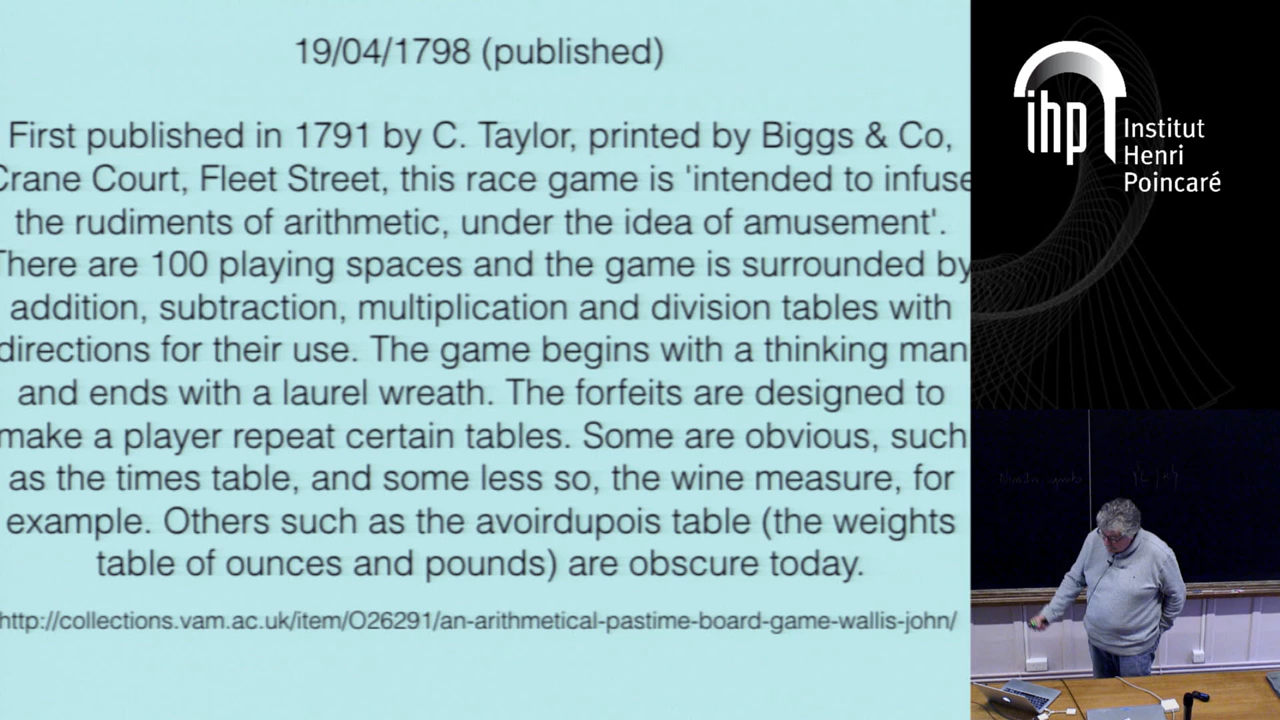 19/04/1798 (published)
First published in 1791 by C. Taylor, printed by Biggs & Co,
Crane Court, Fleet Street, this race game is 'intended to infuse
the rudiments of arithmetic, under the idea of amusement'.
There are 100 playing spaces and the game is surrounded by
addition, subtraction, multiplication and division tables with
directions for their use. The game begins with a thinking man
and ends with a laurel wreath. The forfeits are designed to
make a player repeat certain tables. Some are obvious, such
as the times table, and some less so, the wine measure, for
example. Others such as the avoirdupois table (the weights
table of ounces and pounds) are obscure today.
http://collections.vam.ac.uk/item/O26291/an-arithmetical-pastime-board-game-wallis-john/
ihp
Institut
Henri
Poincaré